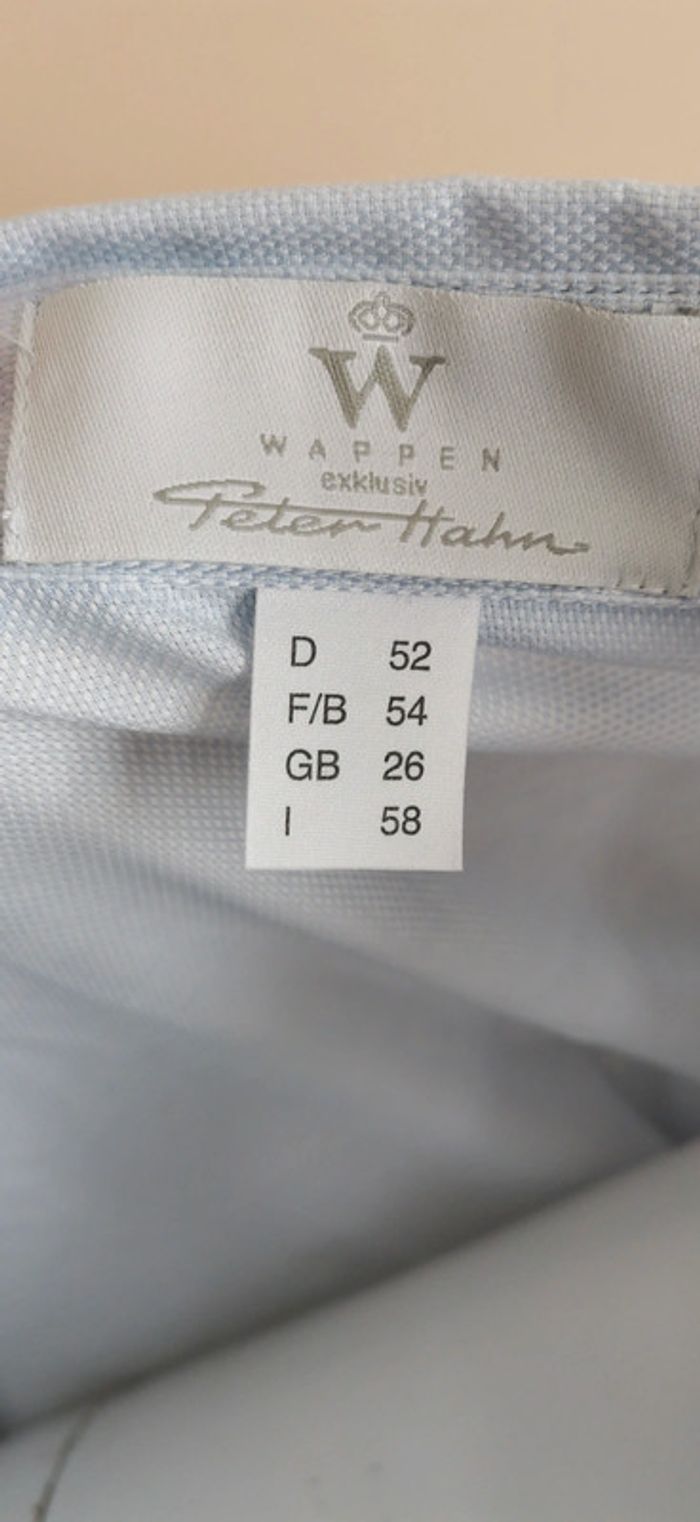 W
WAPPEN
exklusiv
Peter Hahn
D 52
F/B 54
GB 26
I 58